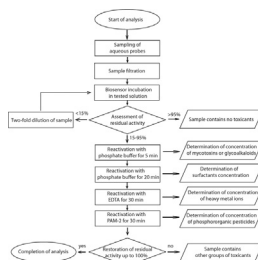 Start of analysis
Sampling of
aqueous probes
Sample filtration
Biosensor incubation
in tested solution
<15%
Assessment of
residual activity
>95%
Two-fold dilution of sample
Sample contains no toxicants
15-95%
Reactivation with
phosphate buffer for 5 min
Determination of concentration
of mycotoxins or glycoalkaloids
Reactivation with
phosphate buffer for 20 min
Determination of
surfactants concentration
Reactivation with
EDTA for 30 min
Determination of concentration
of heavy metal ions
Reactivation with
PAM-2 for 30 min
Determination of concentration
of phosphororganic pesticides
yes
no
Completion of analysis
Restoration of residual
activity up to 100%
Sample contains
other groups of toxicants